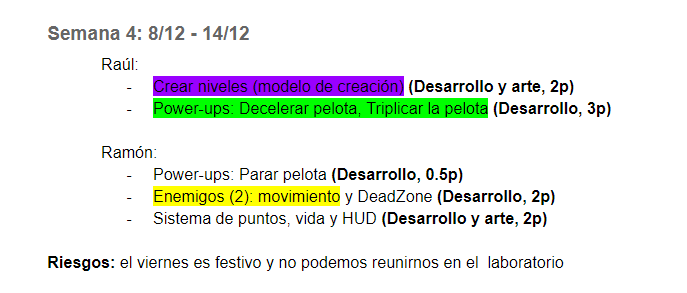 Semana 4: 8/12 - 14/12
Raúl:
- Crear niveles (modelo de creación) (Desarrollo y arte, 2p)
- Power-ups: Decelerar pelota, Triplicar la pelota (Desarrollo, 3p)
Ramón:
- Power-ups: Parar pelota (Desarrollo, 0.5p)
- Enemigos (2): movimiento y DeadZone (Desarrollo, 2p)
- Sistema de puntos, vida y HUD (Desarrollo y arte, 2p)
Riesgos: el viernes es festivo y no podemos reunirnos en el laboratorio